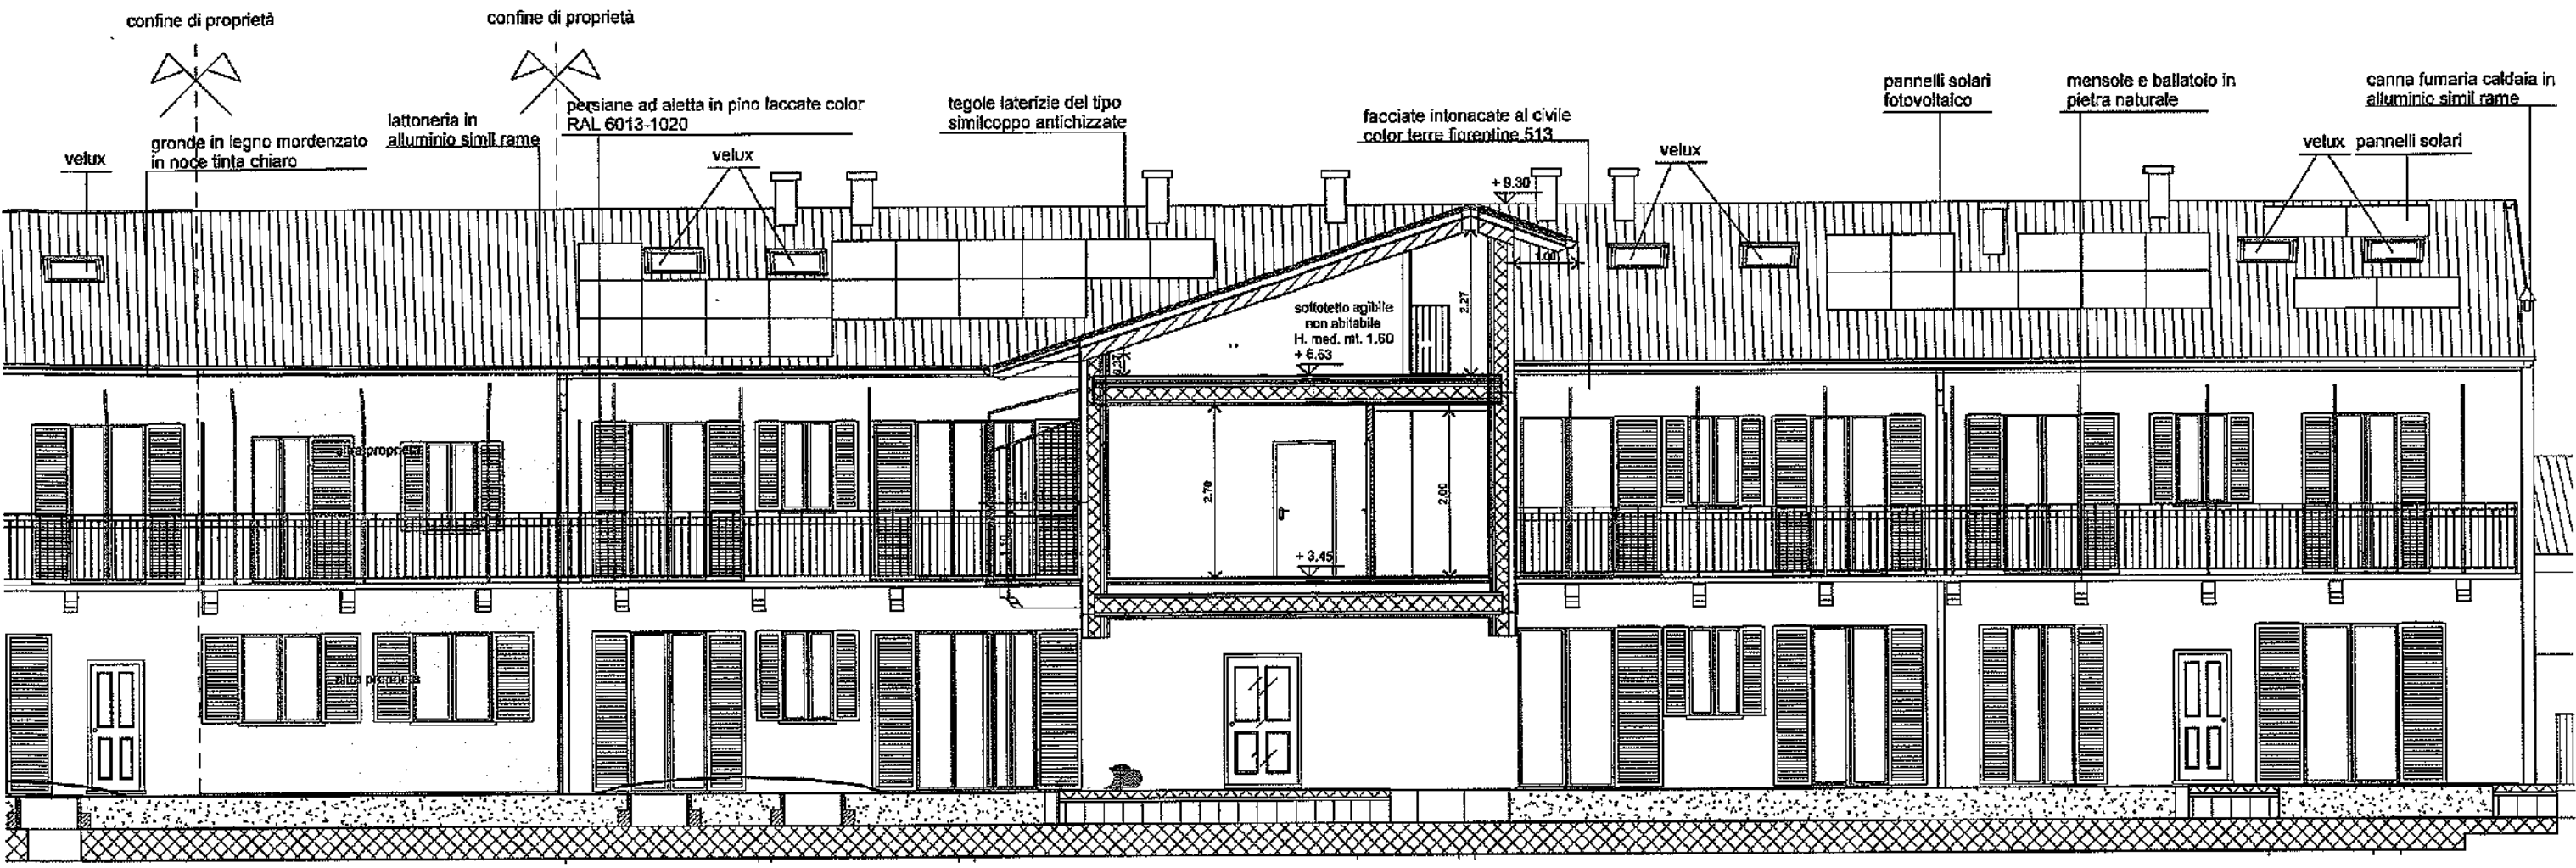 confine di proprietà
confine di proprietà
velux
gronde in legno mordenzato
in noce tinta chiaro
lattoneria in
alluminio simil rame
persiane ad aletta in pino laccate color
RAL 6013-1020
velux
tegole laterizie del tipo
similcoppo antichizzate
facciate intonacate al civile
color terre fiorentine 513
velux
pannelli solari
fotovoltaico
mensole e ballatoio in
pietra naturale
velux
pannelli solari
canna fumaria caldaia in
alluminio simil rame
+ 9.30
1.00
2.27
sottotetto agibile
non abitabile
H. med. mt. 1.60
+ 6.63
altra proprietà
2.70
2.60
+ 3.45
altra proprietà